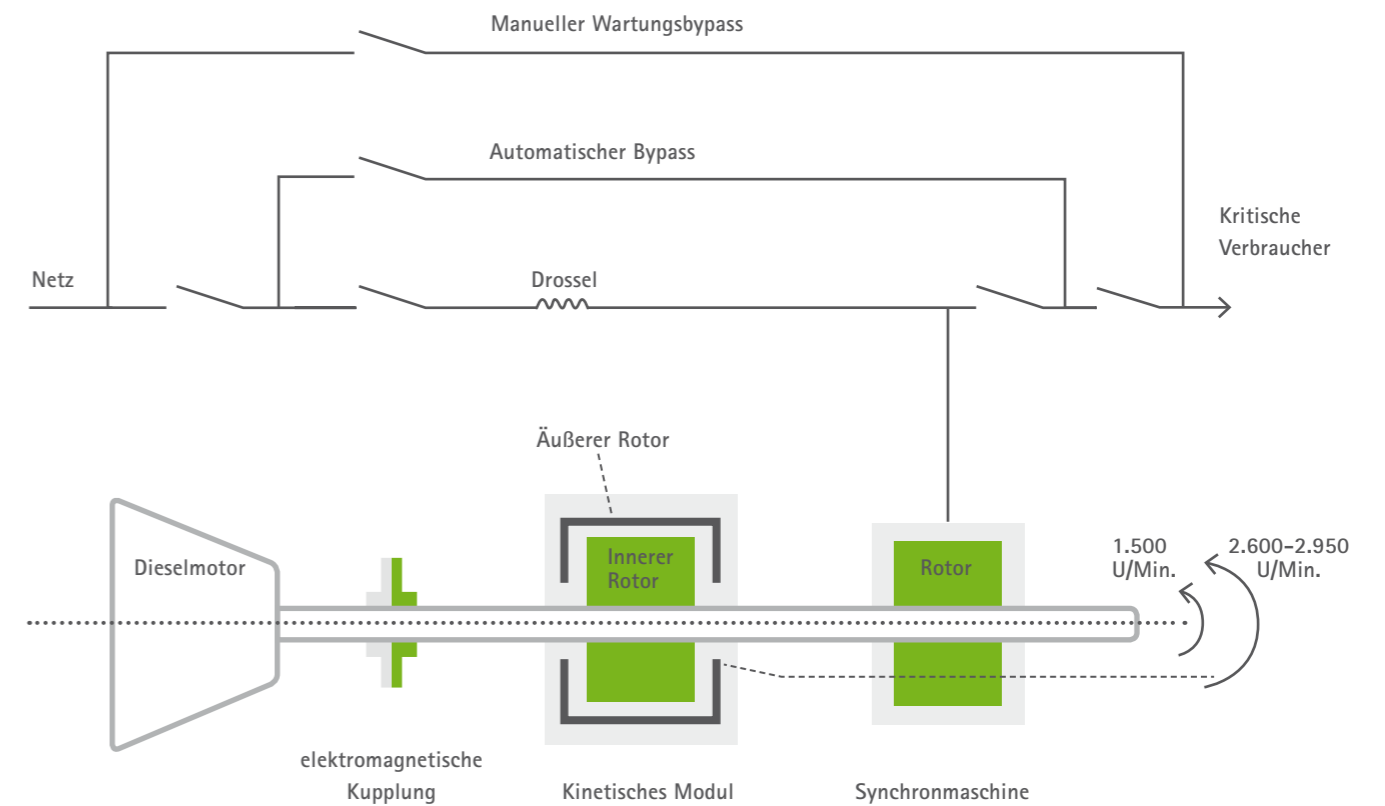 Manueller Wartungsbypass
Automatischer Bypass
Kritische
Verbraucher
Netz
Drossel
Äußerer Rotor
Dieselmotor
Innerer
Rotor
Rotor
1.500
U/Min.
2.600–2.950
U/Min.
elektromagnetische
Kupplung
Kinetisches Modul
Synchronmaschine